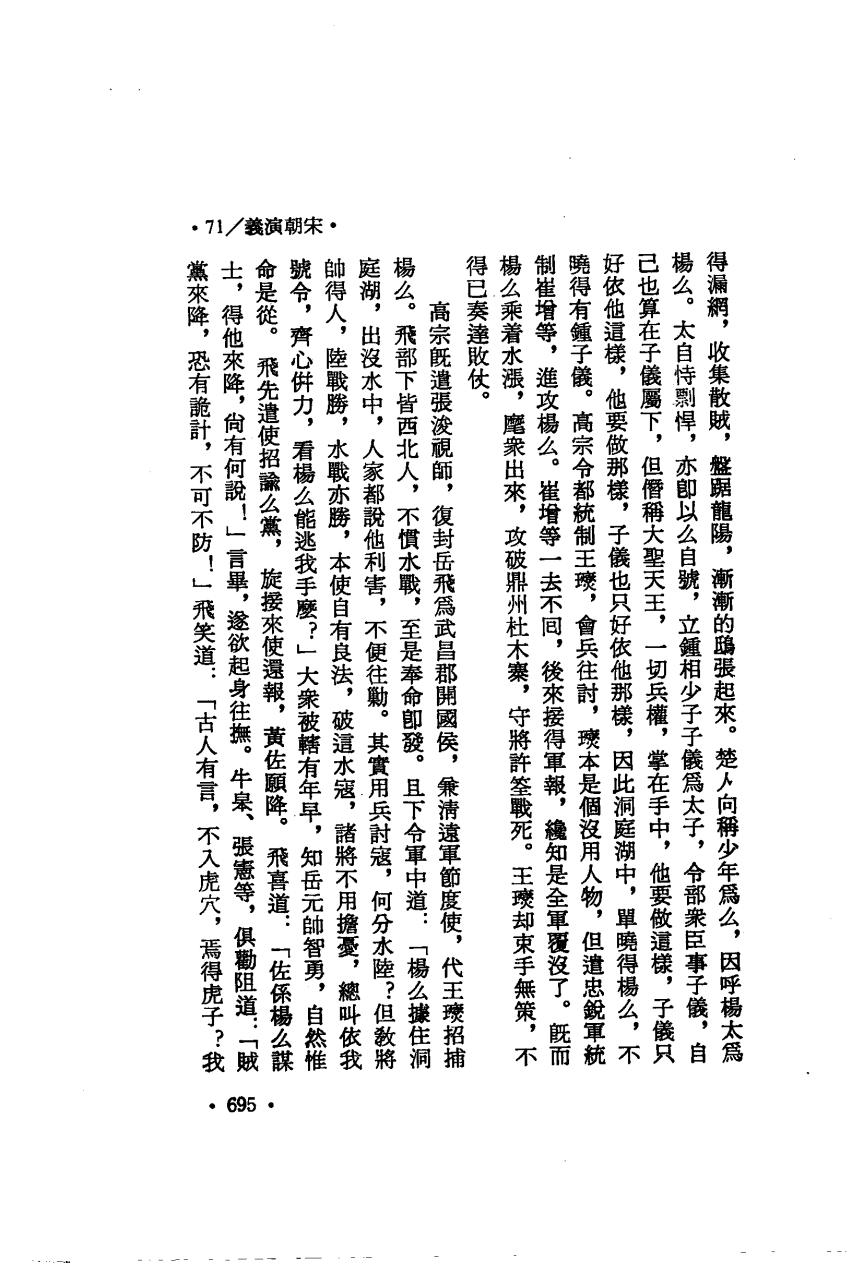 •71／義演朝宋•
得漏網，收集散賊，盤踞龍陽，漸漸的鴟張起來。楚人向稱少年爲么，因呼楊太爲
楊么。太自恃剽悍，亦卽以么自號，立鍾相少子子儀爲太子，令部衆臣事子儀，自
己也算在子儀屬下，但僭稱大聖天王，一切兵權，掌在手中，他要做這樣，子儀只
好依他這樣，他要做那樣，子儀也只好依他那樣，因此洞庭湖中，單曉得楊么，不
曉得有鍾子儀。高宗令都統制王𤫉，會兵往討，𤫉本是個沒用人物，但遣忠銳軍統
制崔增等，進攻楊么。崔增等一去不囘，後來接得軍報，纔知是全軍覆沒了。旣而
楊么乘着水漲，麾衆出來，攻破鼎州杜木寨，守將許筌戰死。王𤫉却束手無策，不
得已奏達敗仗。
高宗旣遣張浚視師，復封岳飛爲武昌郡開國侯，兼清遠軍節度使，代王𤫉招捕
楊么。飛部下皆西北人，不慣水戰，至是奉命卽發。且下令軍中道：「楊么據住洞
庭湖，出沒水中，人家都說他利害，不便往勦。其實用兵討寇，何分水陸？但敎將
帥得人，陸戰勝，水戰亦勝，本使自有良法，破這水寇，諸將不用擔憂，總叫依我
號令，齊心倂力，看楊么能逃我手麼？」大衆被轄有年早，知岳元帥智勇，自然惟
命是從。飛先遣使招諭么黨，旋接來使還報，黃佐願降。飛喜道：「佐係楊么謀
士，得他來降，尙有何說！」言畢，遂欲起身往撫。牛皋、張憲等，俱勸阻道：「賊
黨來降，恐有詭計，不可不防！」飛笑道：「古人有言，不入虎穴，焉得虎子？我
•695•